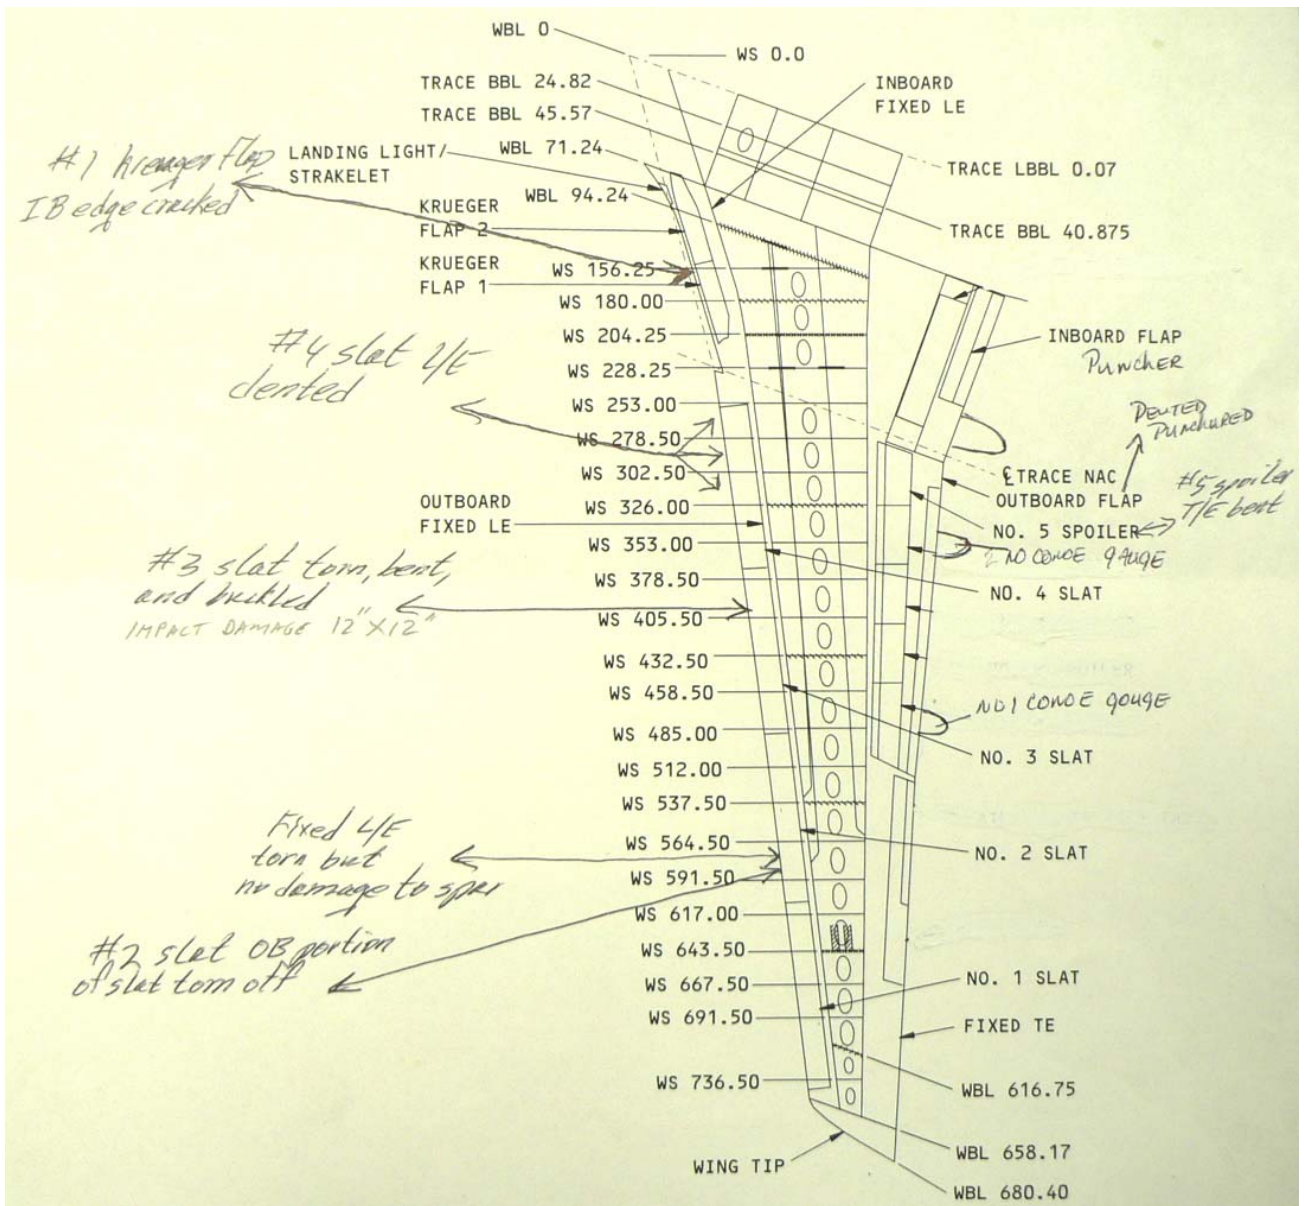 WBL 0
WS 0.0
TRACE BBL 24.82
INBOARD
FIXED LE
TRACE BBL 45.57
#1 kreuger flap
IB edge cracked
LANDING LIGHT/
STRAKELET
WBL 71.24
TRACE LBBL 0.07
WBL 94.24
KRUEGER
FLAP 2
TRACE BBL 40.875
KRUEGER
FLAP 1
WS 156.25
WS 180.00
WS 204.25
INBOARD FLAP
PUNCHER
#4 slat L/E
dented
WS 228.25
WS 253.00
DENTED
PUNCHURED
WS 278.50
WS 302.50
℄ TRACE NAC
OUTBOARD FLAP
#5 spoiler
T/E bent
OUTBOARD
FIXED LE
WS 326.00
NO. 5 SPOILER
2 NO CONOE GAUGE
WS 353.00
#3 slat torn, bent,
and buckled
IMPACT DAMAGE 12" X 12"
WS 378.50
NO. 4 SLAT
WS 405.50
WS 432.50
WS 458.50
NO 1 CONOE GOUGE
WS 485.00
NO. 3 SLAT
WS 512.00
WS 537.50
Fixed L/E
torn but
no damage to spar
WS 564.50
NO. 2 SLAT
WS 591.50
WS 617.00
#2 slat OB portion
of slat torn off
WS 643.50
WS 667.50
NO. 1 SLAT
WS 691.50
FIXED TE
WS 736.50
WBL 616.75
WBL 658.17
WING TIP
WBL 680.40